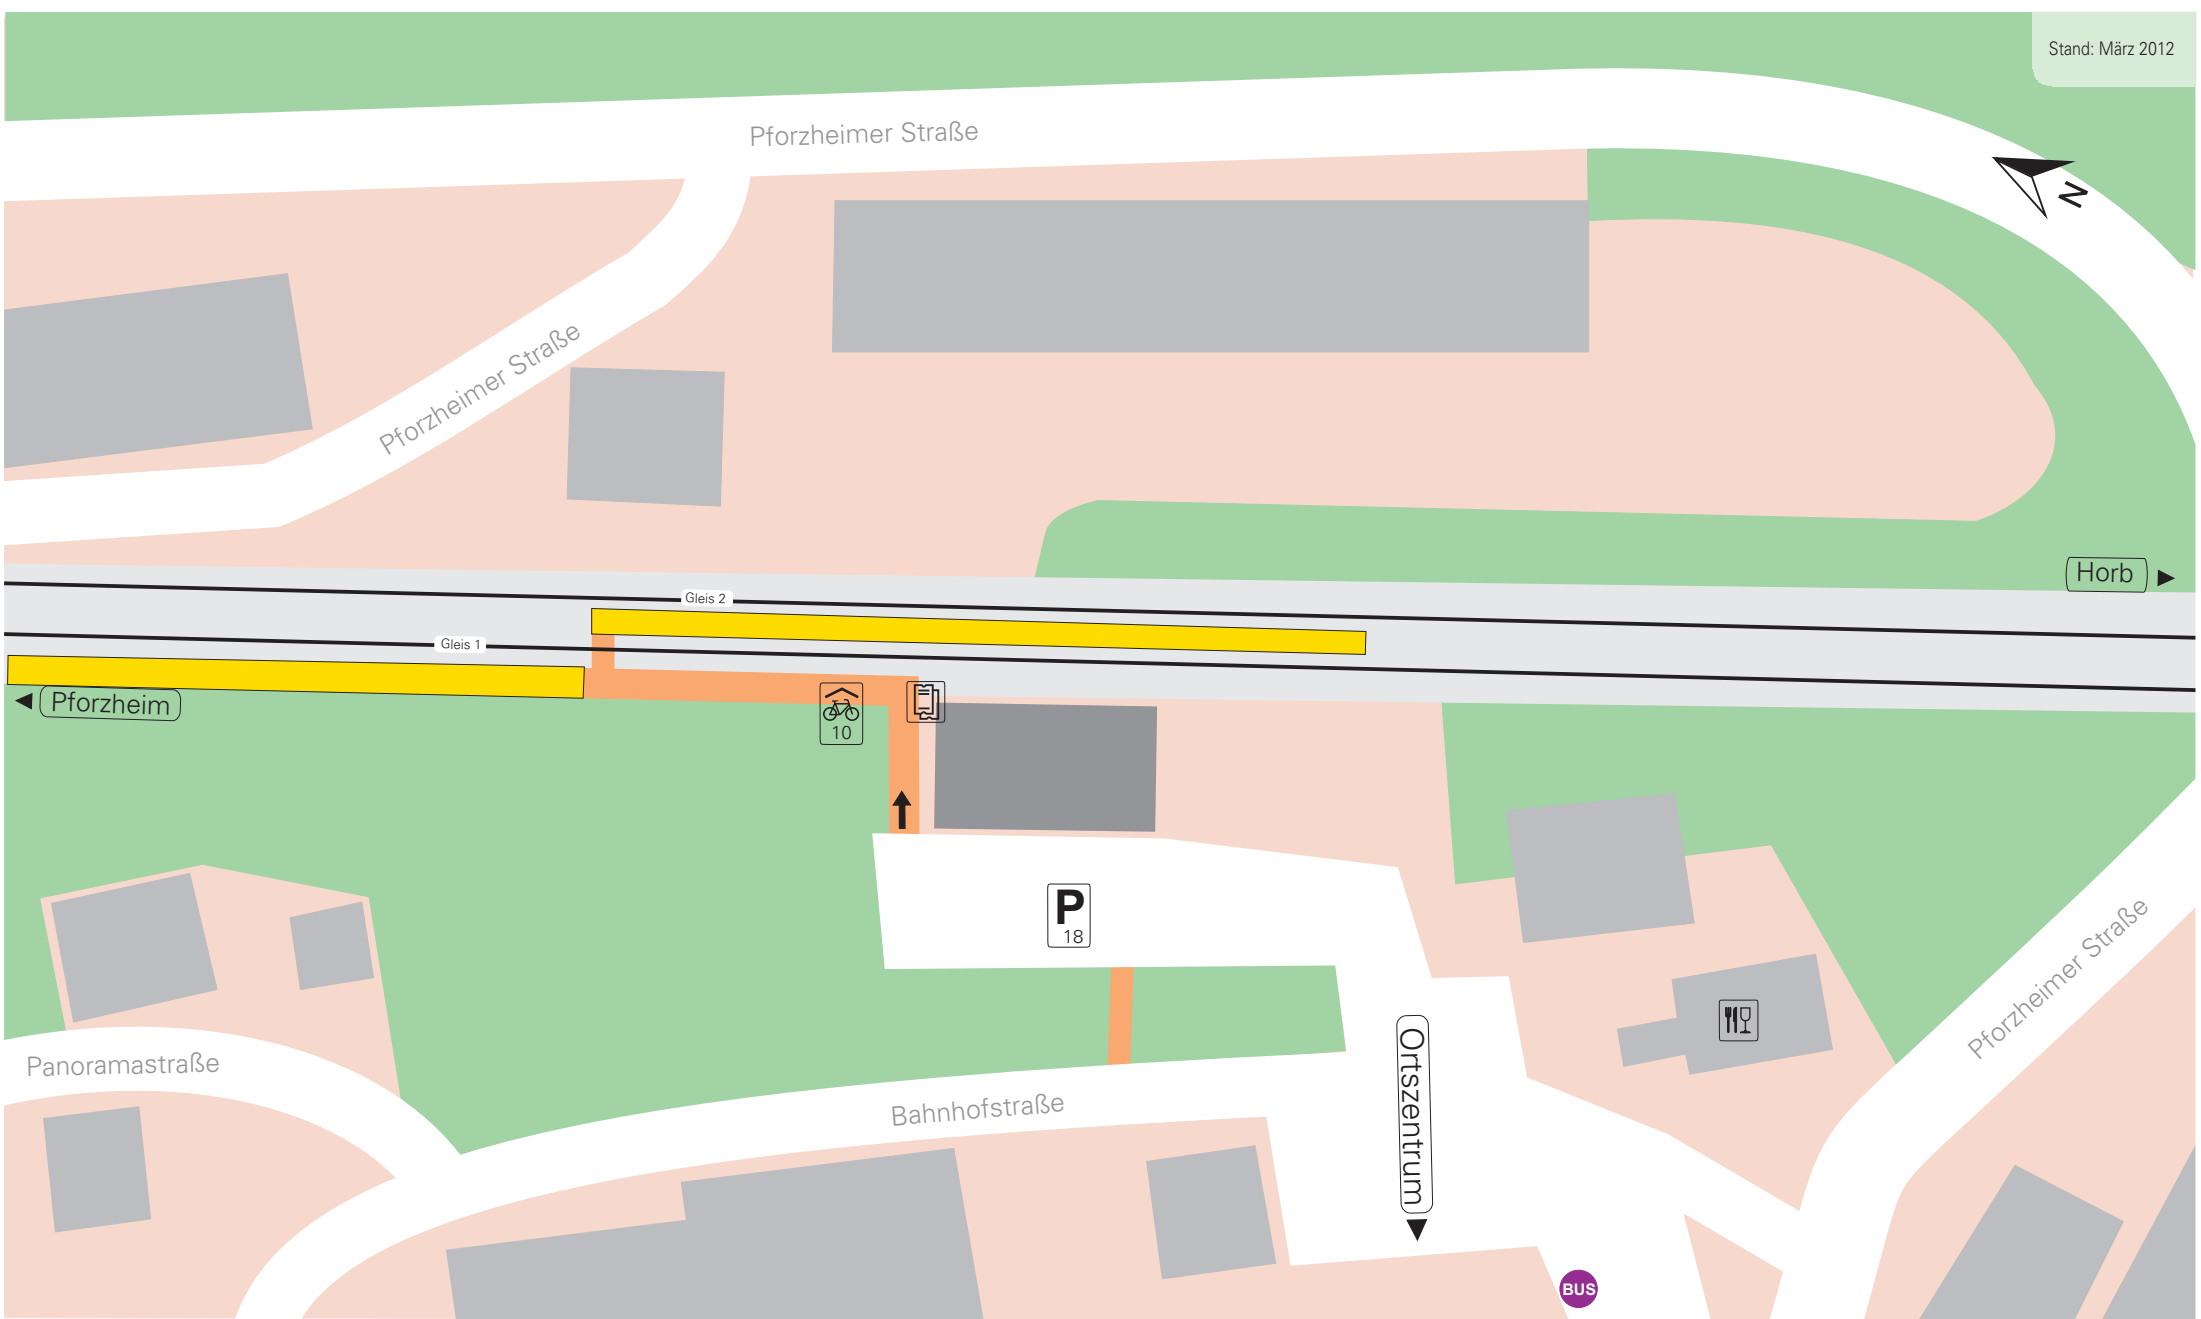 Stand: März 2012
Pforzheimer Straße
N
Pforzheimer Straße
Horb
Gleis 2
Gleis 1
Pforzheim
10
P
18
Pforzheimer Straße
Ortszentrum
Panoramastraße
Bahnhofstraße
BUS